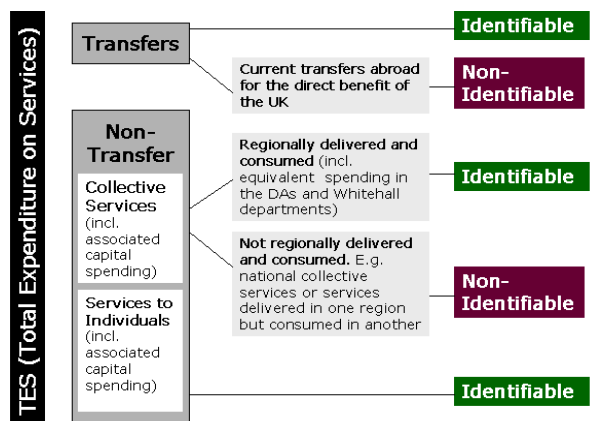 TES (Total Expenditure on Services)
Transfers
Identifiable
Current transfers abroad
for the direct benefit of
the UK
Non-
Identifiable
Non-
Transfer
Collective
Services
(incl.
associated
capital
spending)
Regionally delivered and
consumed (incl.
equivalent spending in
the DAs and Whitehall
departments)
Identifiable
Not regionally delivered
and consumed. E.g.
national collective
services or services
delivered in one region
but consumed in another
Non-
Identifiable
Services to
Individuals
(incl.
associated
capital
spending)
Identifiable